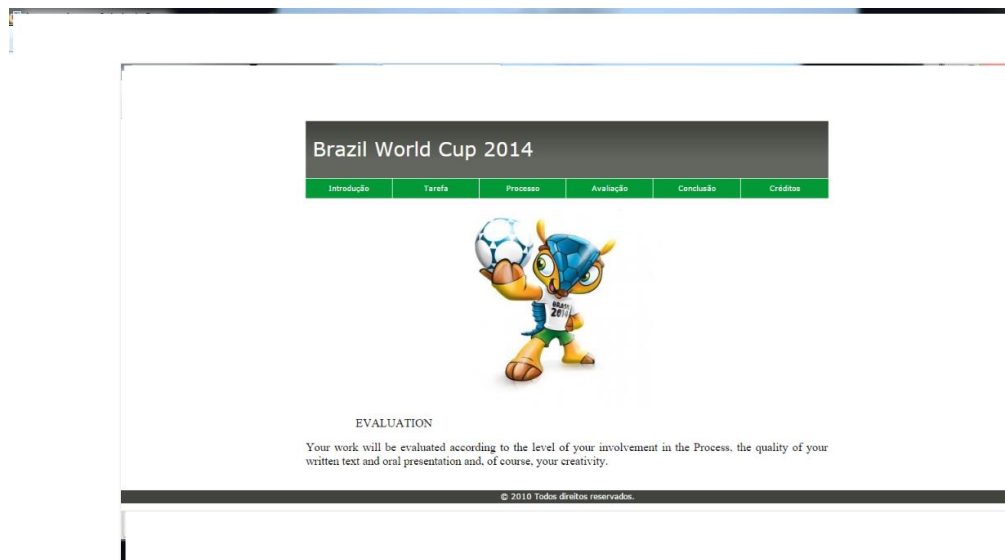 Brazil World Cup 2014
Introdução Tarefa Processo Avaliação Conclusão Créditos
BRASIL
2014
EVALUATION
Your work will be evaluated according to the level of your involvement in the Process, the quality of your
written text and oral presentation and, of course, your creativity.
© 2010 Todos direitos reservados.